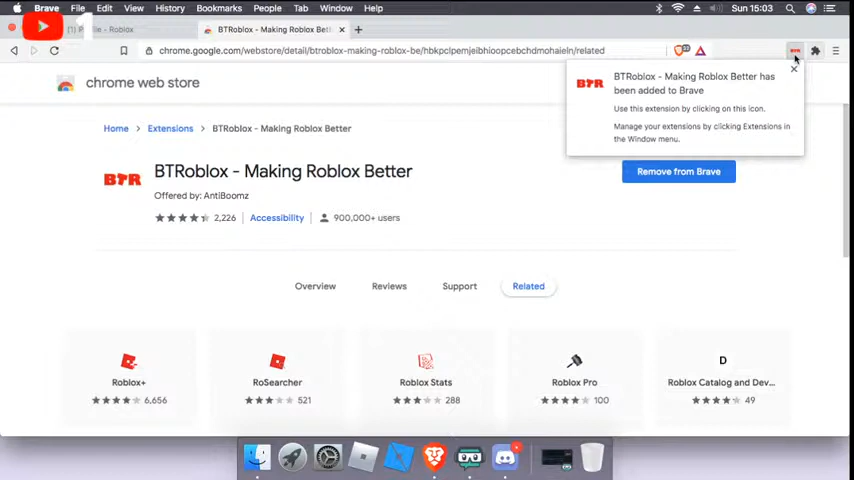 Brave File Edit View History Bookmarks People Tab Window Help Sun 15:03
1
- Roblox
BTRoblox - Making Roblox Bett
chrome.google.com/webstore/detail/btroblox-making-roblox-be/hbkpclpemjeibhioopcebchdmohaieln/related
chrome web store
BTR
BTRoblox - Making Roblox Better has
been added to Brave
Use this extension by clicking on this icon.
Manage your extensions by clicking Extensions in
the Window menu.
Home > Extensions > BTRoblox - Making Roblox Better
BTR
BTRoblox - Making Roblox Better
Remove from Brave
Offered by: AntiBoomz
2,226 Accessibility 900,000+ users
Overview Reviews Support Related
D
Roblox+ RoSearcher Roblox Stats Roblox Pro Roblox Catalog and Dev...
6,656 521 288 100 49